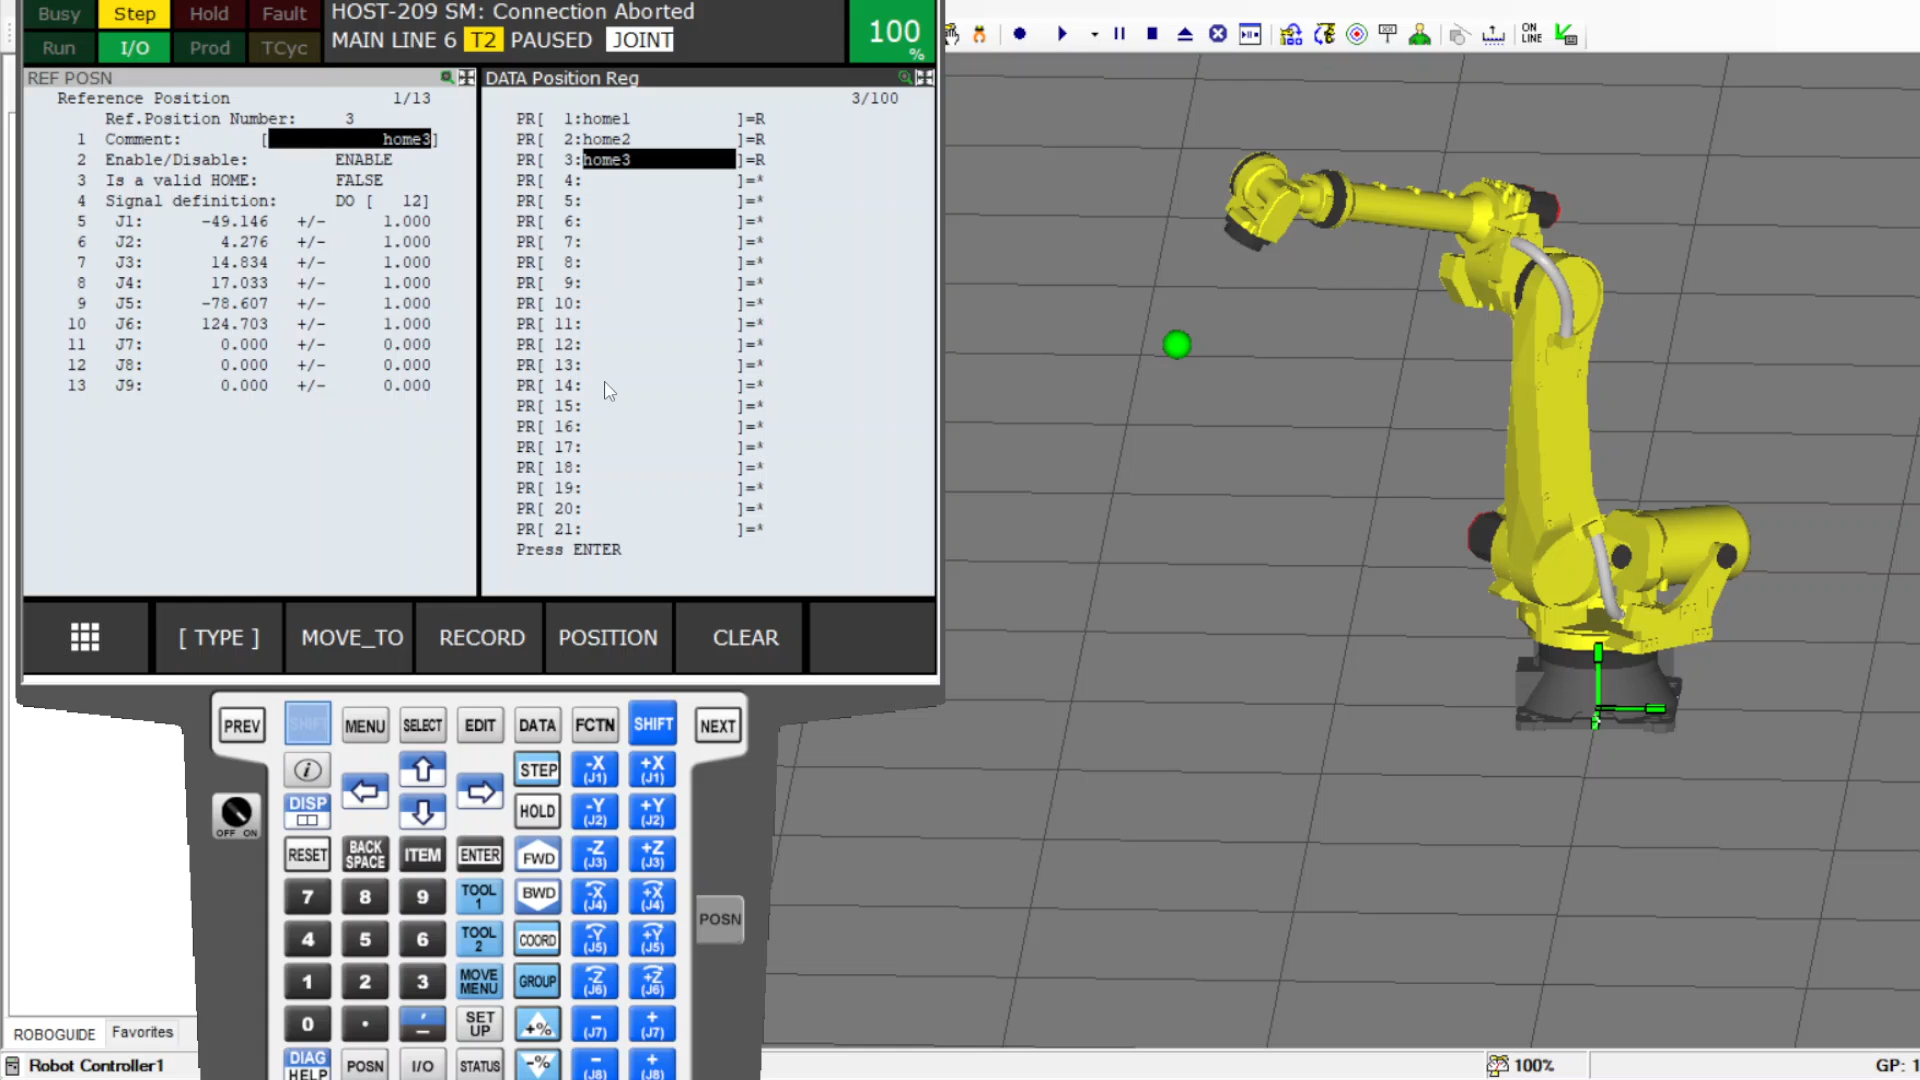 Busy Step Hold Fault
Run I/O Prod TCyc
HOST-209 SM: Connection Aborted
MAIN LINE 6 T2 PAUSED JOINT
100 %
REF POSN
Reference Position 1/13
Ref.Position Number: 3
1 Comment: [ home3]
2 Enable/Disable: ENABLE
3 Is a valid HOME: FALSE
4 Signal definition: DO [ 12]
5 J1: -49.146 +/- 1.000
6 J2: 4.276 +/- 1.000
7 J3: 14.834 +/- 1.000
8 J4: 17.033 +/- 1.000
9 J5: -78.607 +/- 1.000
10 J6: 124.703 +/- 1.000
11 J7: 0.000 +/- 0.000
12 J8: 0.000 +/- 0.000
13 J9: 0.000 +/- 0.000
DATA Position Reg
3/100
PR[ 1:home1 ]=R
PR[ 2:home2 ]=R
PR[ 3:home3 ]=R
PR[ 4: ]=*
PR[ 5: ]=*
PR[ 6: ]=*
PR[ 7: ]=*
PR[ 8: ]=*
PR[ 9: ]=*
PR[ 10: ]=*
PR[ 11: ]=*
PR[ 12: ]=*
PR[ 13: ]=*
PR[ 14: ]=*
PR[ 15: ]=*
PR[ 16: ]=*
PR[ 17: ]=*
PR[ 18: ]=*
PR[ 19: ]=*
PR[ 20: ]=*
PR[ 21: ]=*
Press ENTER
[ TYPE ] MOVE_TO RECORD POSITION CLEAR
PREV SHIFT MENU SELECT EDIT DATA FCTN SHIFT NEXT
i STEP -X (J1) +X (J1)
OFF ON DISP HOLD -Y (J2) +Y (J2)
RESET BACK SPACE ITEM ENTER FWD -Z (J3) +Z (J3)
7 8 9 TOOL 1 BWD -X (J4) +X (J4)
4 5 6 TOOL 2 COORD -Y (J5) +Y (J5) POSN
1 2 3 MOVE MENU GROUP -Z (J6) +Z (J6)
0 . , – SET UP +% – (J7) + (J7)
DIAG HELP POSN I/O STATUS -% – (J8) + (J8)
ON LINE
ROBOGUIDE Favorites
Robot Controller1
100%
GP: 1